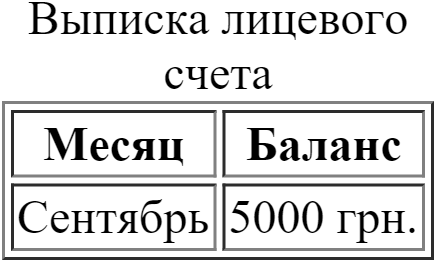 Выписка лицевого
счета
Месяц Баланс
Сентябрь 5000 грн.